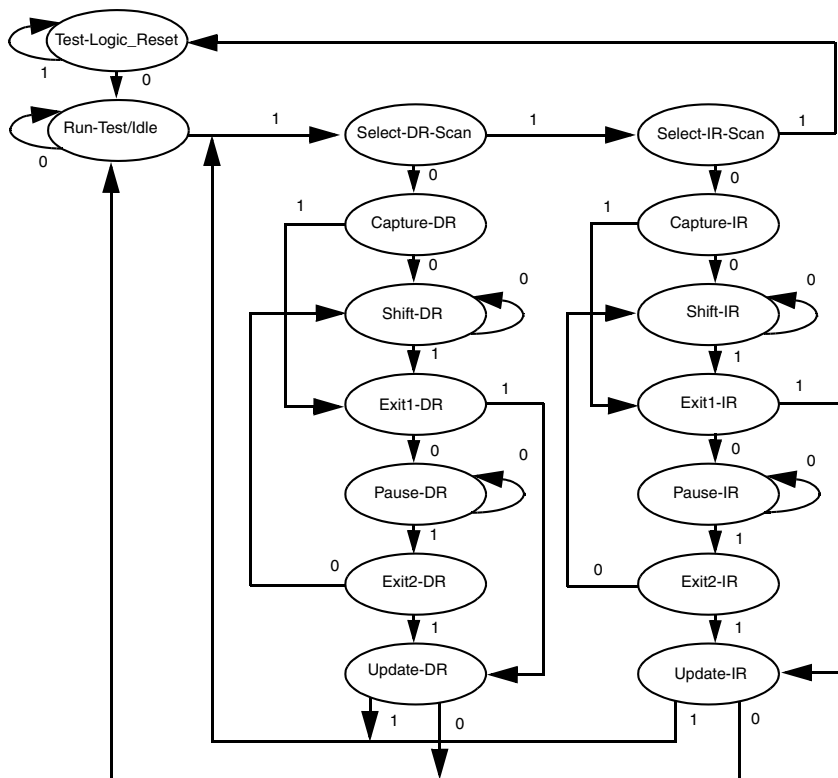 Test-Logic_Reset
1
0
Run-Test/Idle
0
1
Select-DR-Scan
1
Select-IR-Scan
1
0
0
1
Capture-DR
1
Capture-IR
0
0
0
0
Shift-DR
Shift-IR
1
1
Exit1-DR
1
Exit1-IR
1
0
0
0
0
Pause-DR
Pause-IR
1
1
0
Exit2-DR
0
Exit2-IR
1
1
Update-DR
Update-IR
1
0
1
0